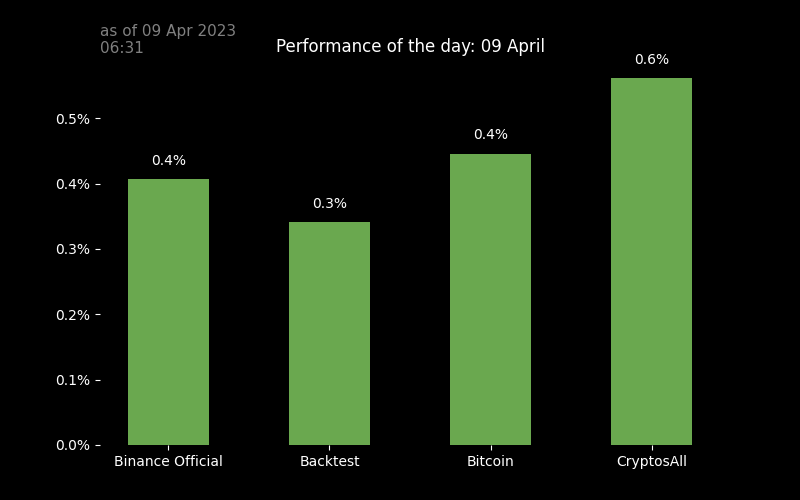 as of 09 Apr 2023
06:31
Performance of the day: 09 April
0.6%
0.5%
0.4%
0.4%
0.4%
0.3%
0.3%
0.2%
0.1%
0.0%
Binance Official
Backtest
Bitcoin
CryptosAll